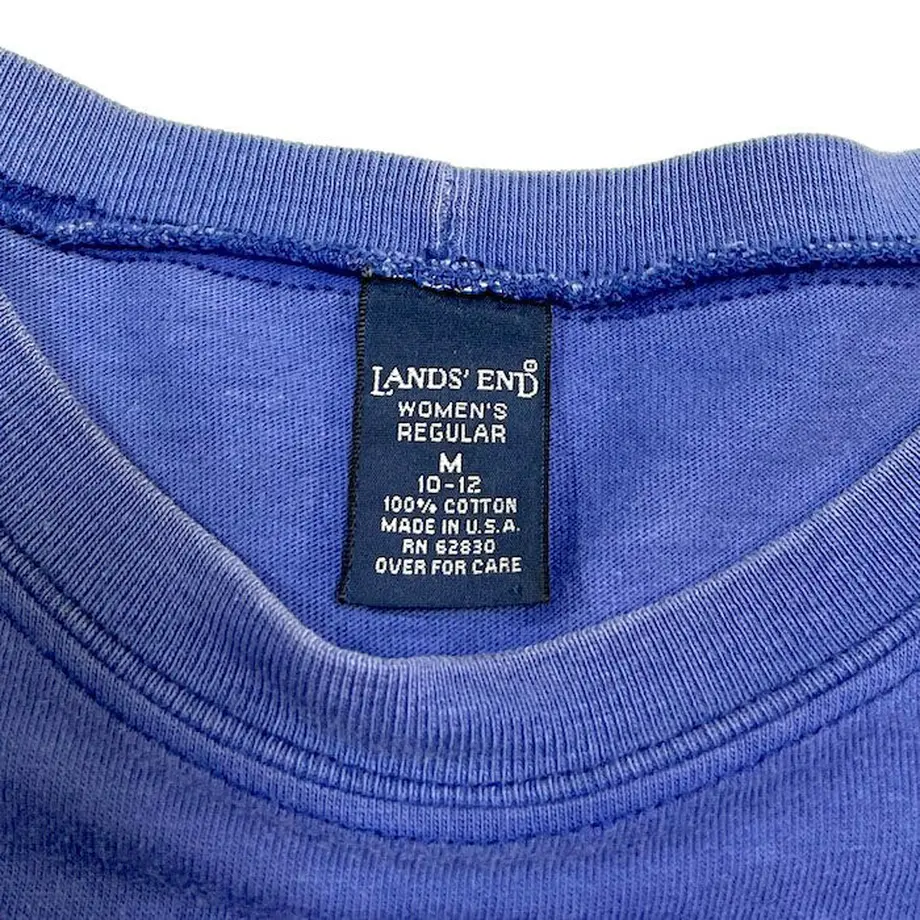 LANDS' END®
WOMEN'S
REGULAR
M
10-12
100% COTTON
MADE IN U.S.A.
RN 62830
OVER FOR CARE